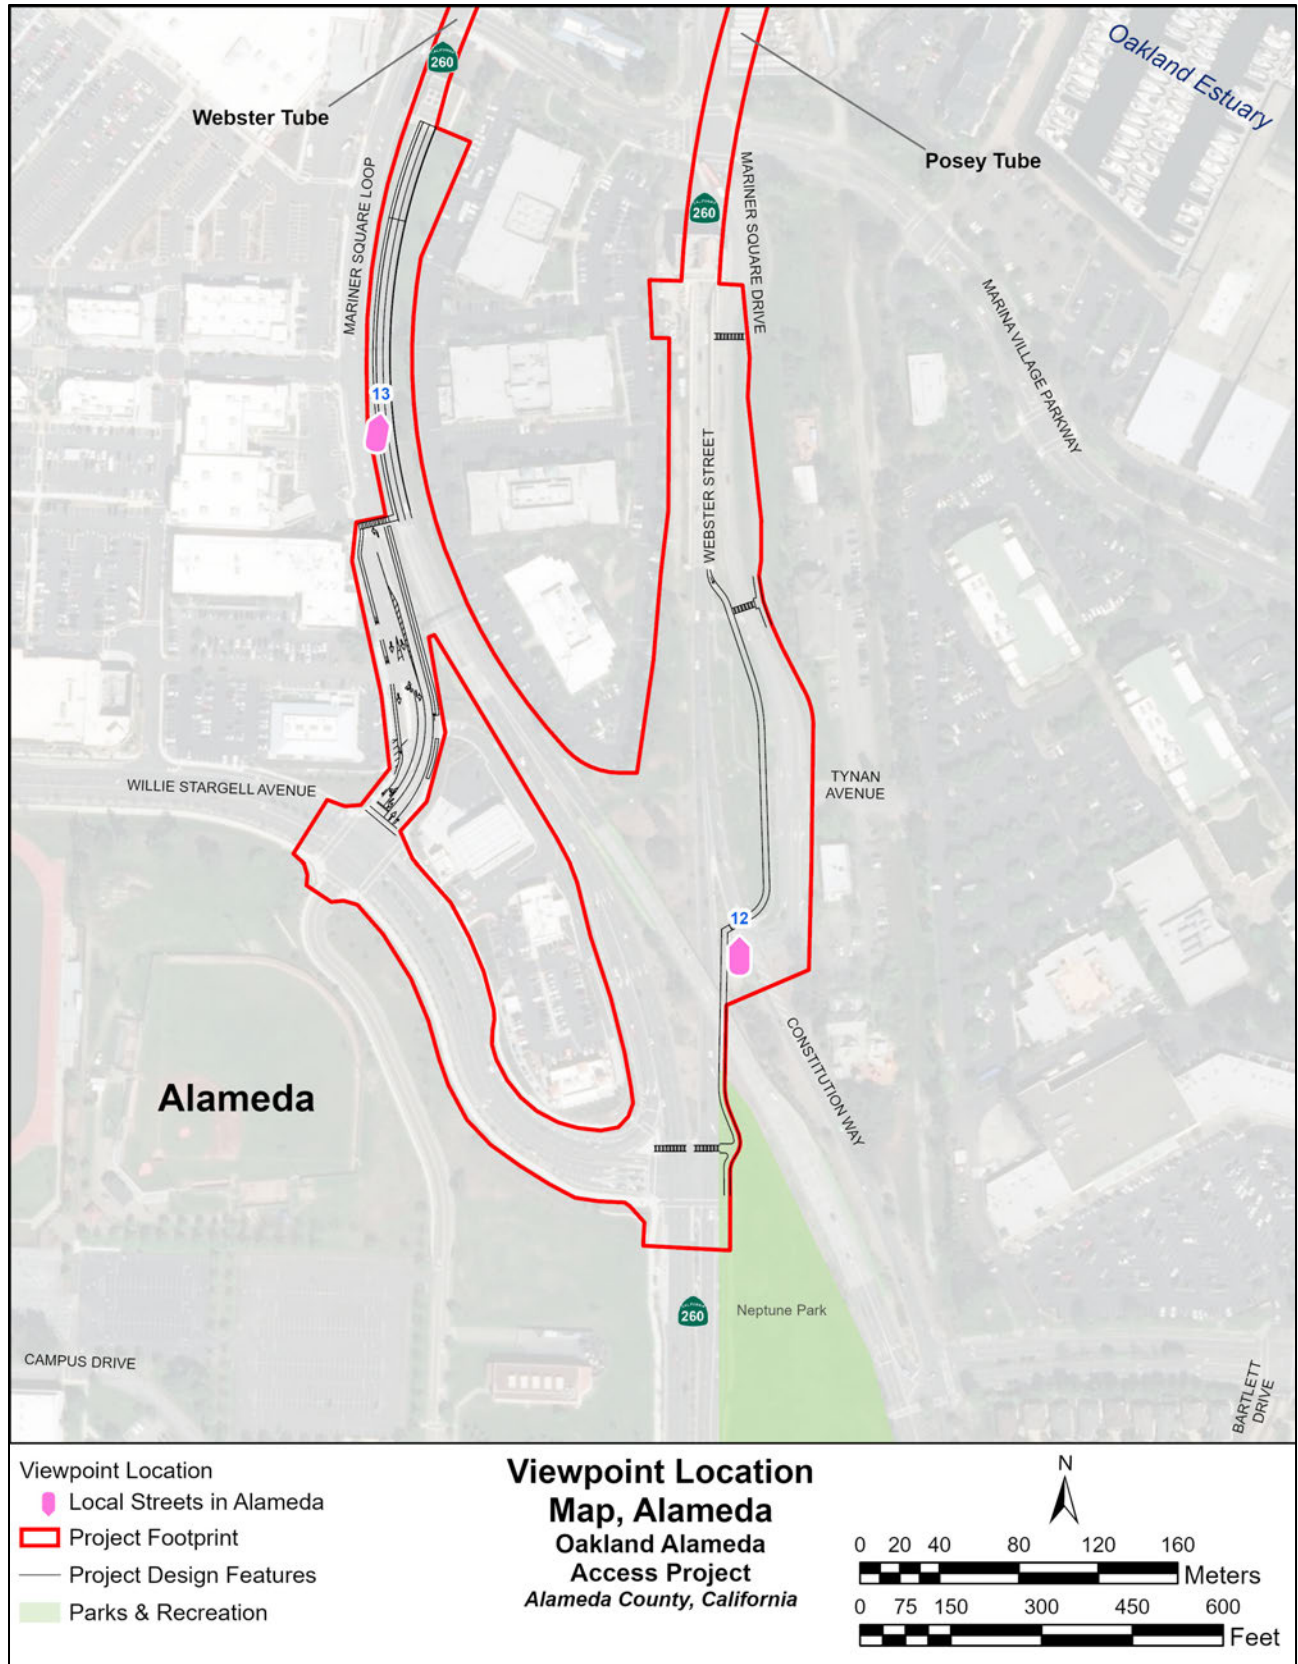 Oakland Estuary
CALIFORNIA
260
Webster Tube
Posey Tube
MARINER SQUARE LOOP
CALIFORNIA
260
MARINER SQUARE DRIVE
MARINA VILLAGE PARKWAY
13
WEBSTER STREET
WILLIE STARGELL AVENUE
TYNAN
AVENUE
12
CONSTITUTION WAY
Alameda
CALIFORNIA
260
Neptune Park
CAMPUS DRIVE
BARTLETT
DRIVE
Viewpoint Location
Local Streets in Alameda
Project Footprint
Project Design Features
Parks & Recreation
Viewpoint Location
Map, Alameda
Oakland Alameda
Access Project
Alameda County, California
N
0 20 40 80 120 160
Meters
0 75 150 300 450 600
Feet